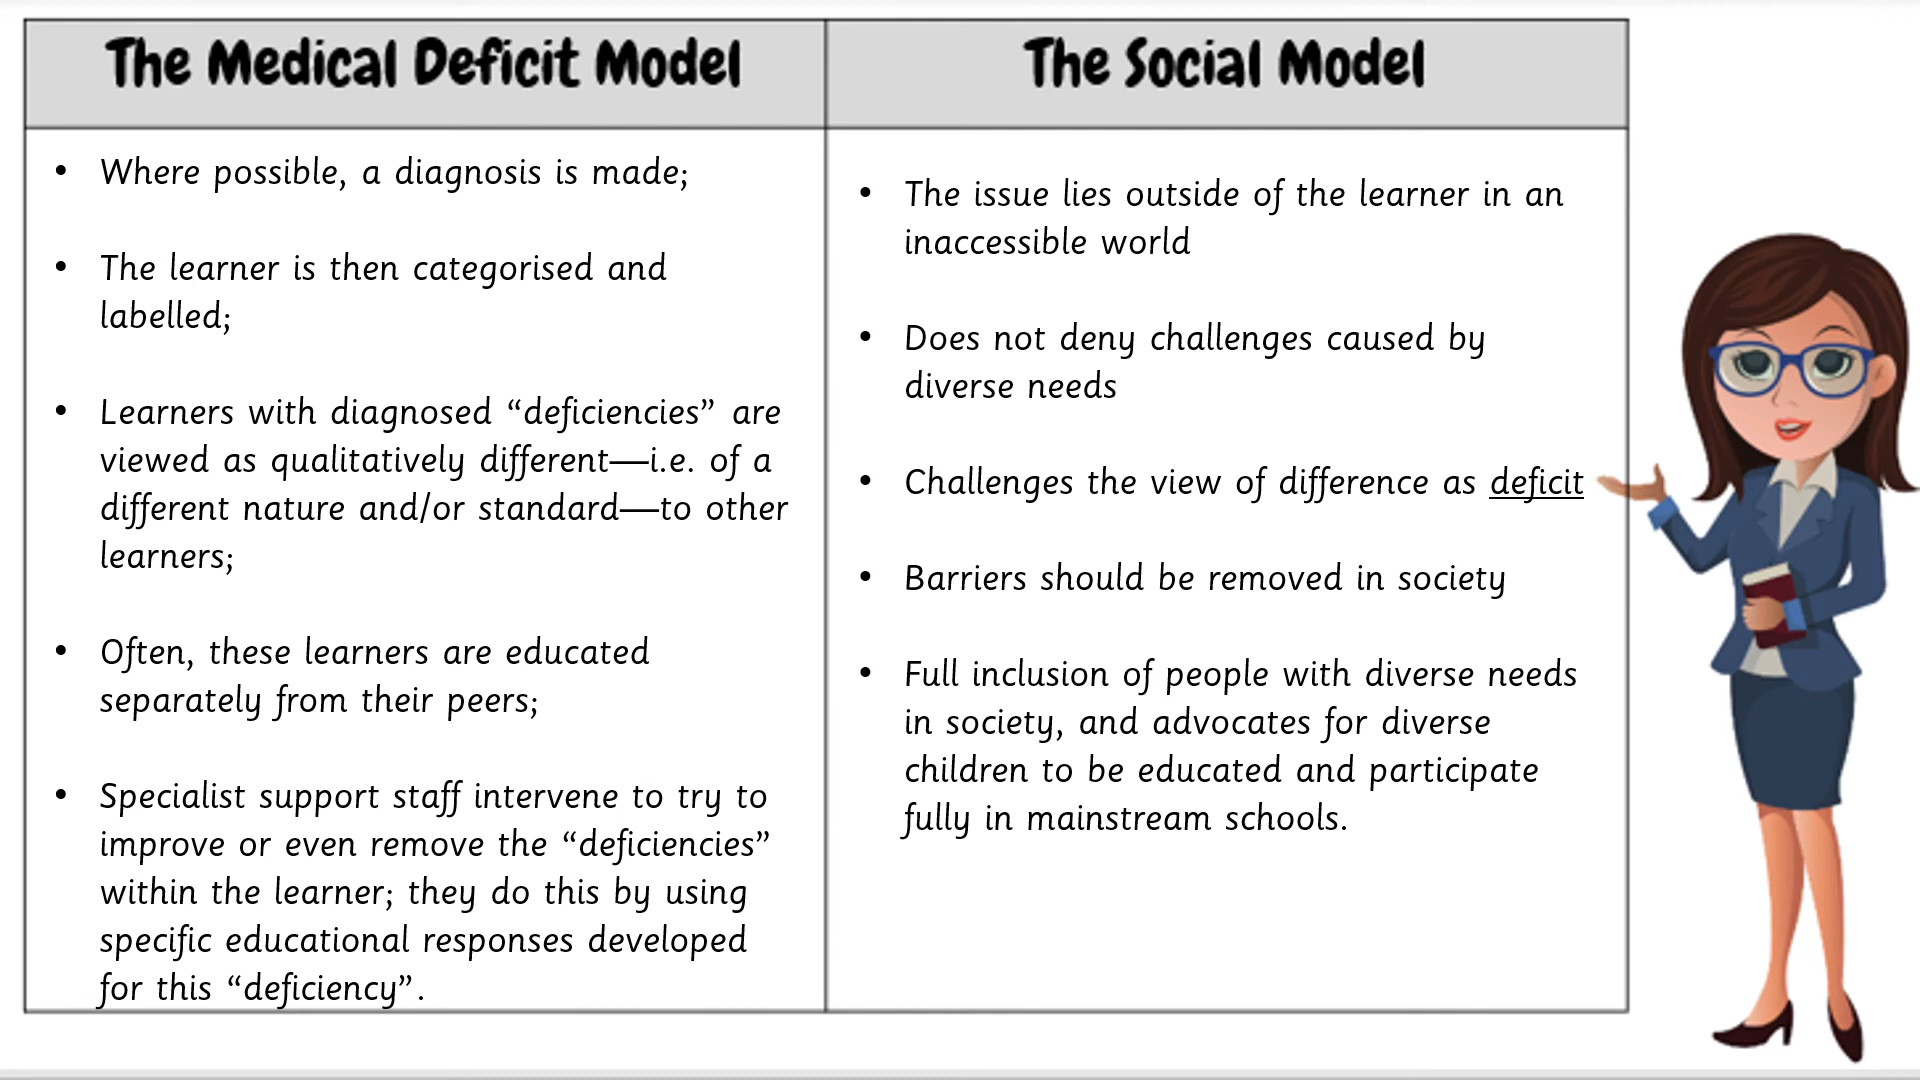 The Medical Deficit Model
The Social Model
• Where possible, a diagnosis is made;
• The learner is then categorised and
labelled;
• Learners with diagnosed “deficiencies” are
viewed as qualitatively different—i.e. of a
different nature and/or standard—to other
learners;
• Often, these learners are educated
separately from their peers;
• Specialist support staff intervene to try to
improve or even remove the “deficiencies”
within the learner; they do this by using
specific educational responses developed
for this “deficiency”.
• The issue lies outside of the learner in an
inaccessible world
• Does not deny challenges caused by
diverse needs
• Challenges the view of difference as deficit
• Barriers should be removed in society
• Full inclusion of people with diverse needs
in society, and advocates for diverse
children to be educated and participate
fully in mainstream schools.